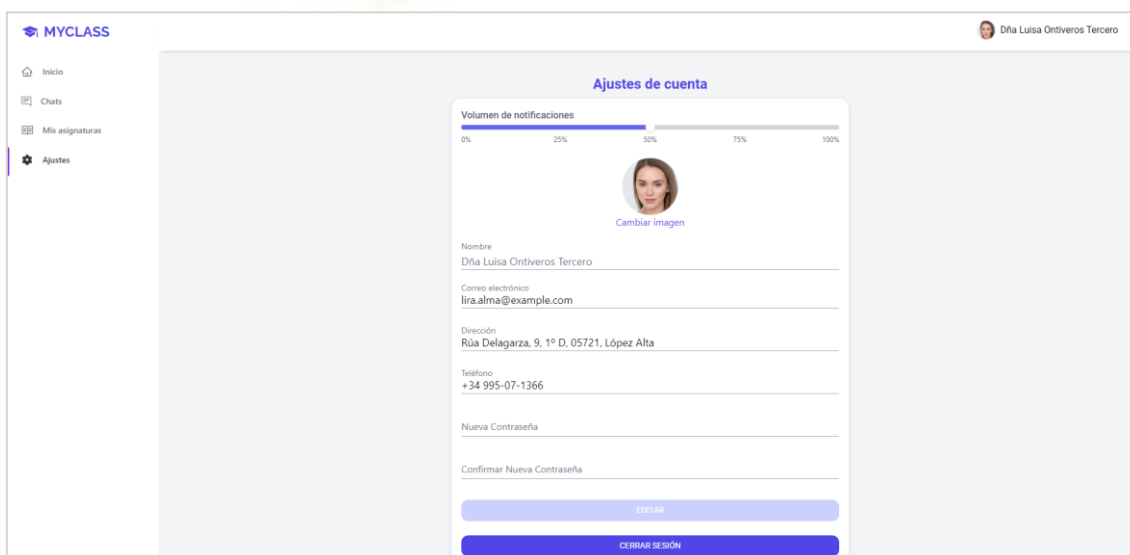 MYCLASS
Dña Luisa Ontiveros Tercero
Inicio
Chats
Mis asignaturas
Ajustes
Ajustes de cuenta
Volumen de notificaciones
0% 25% 50% 75% 100%
Cambiar imagen
Nombre
Dña Luisa Ontiveros Tercero
Correo electrónico
lira.alma@example.com
Dirección
Rúa Delagarza, 9, 1º D, 05721, López Alta
Teléfono
+34 995-07-1366
Nueva Contraseña
Confirmar Nueva Contraseña
EDITAR
CERRAR SESIÓN